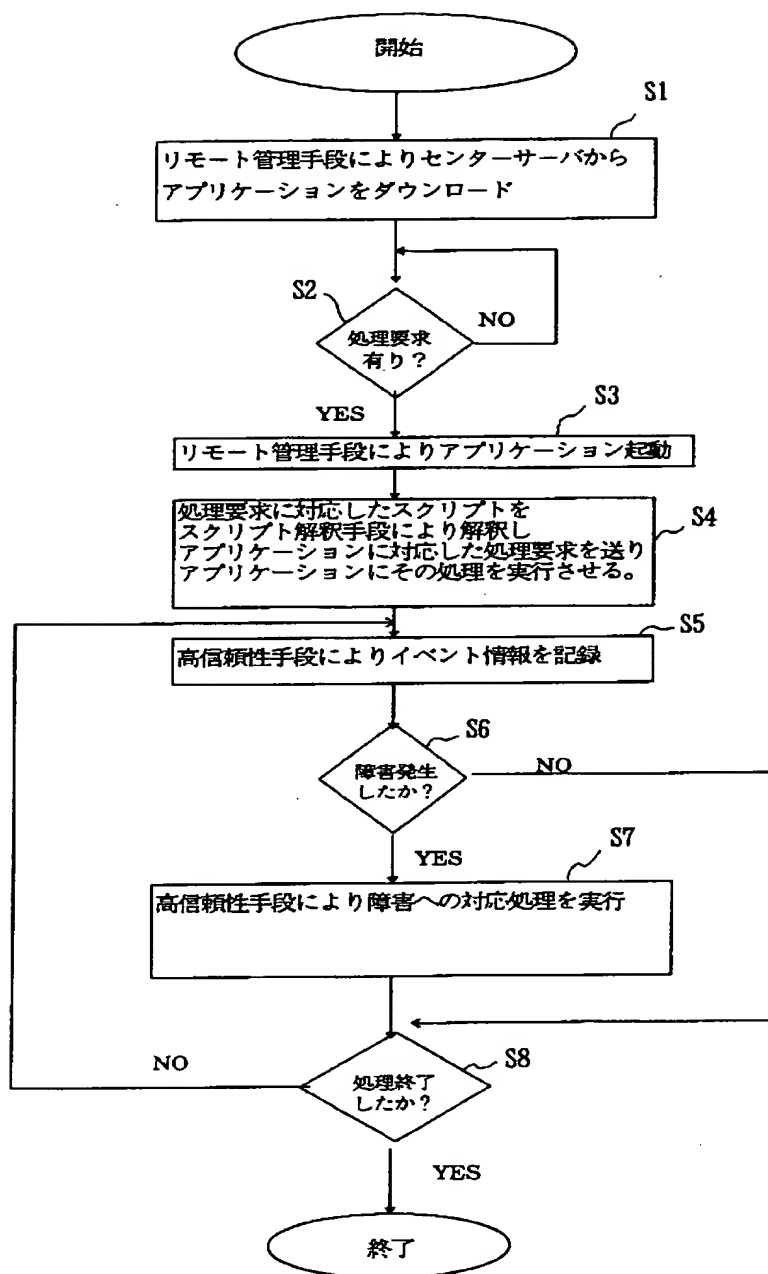 開始
S1
リモート管理手段によりセンターサーバから
アプリケーションをダウンロード
S2
処理要求
有り？
NO
YES
S3
リモート管理手段によりアプリケーション起動
S4
処理要求に対応したスクリプトを
スクリプト解釈手段により解釈し
アプリケーションに対応した処理要求を送り
アプリケーションにその処理を実行させる。
S5
高信頼性手段によりイベント情報を記録
S6
障害発生
したか？
NO
YES
S7
高信頼性手段により障害への対応処理を実行
S8
処理終了
したか？
NO
YES
終了